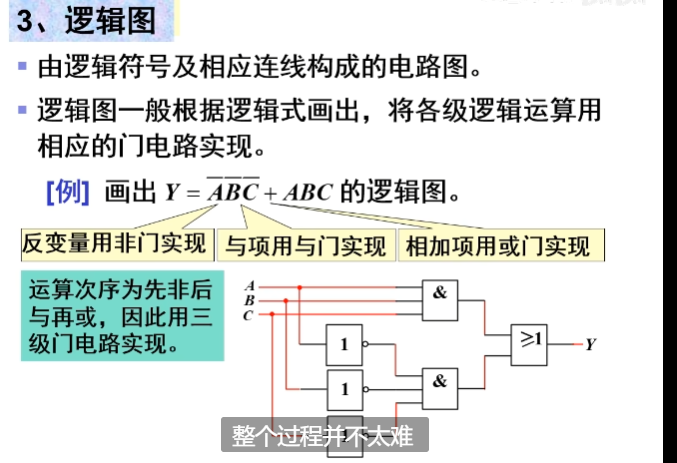 3、逻辑图
由逻辑符号及相应连线构成的电路图。
逻辑图一般根据逻辑式画出，将各级逻辑运算用
相应的门电路实现。
[例] 画出 Y = A̅B̅C̅ + ABC 的逻辑图。
反变量用非门实现 与项用与门实现 相加项用或门实现
运算次序为先非后
与再或，因此用三
级门电路实现。
A
B
C
&
1
≥1
Y
&
1
整个过程并不太难